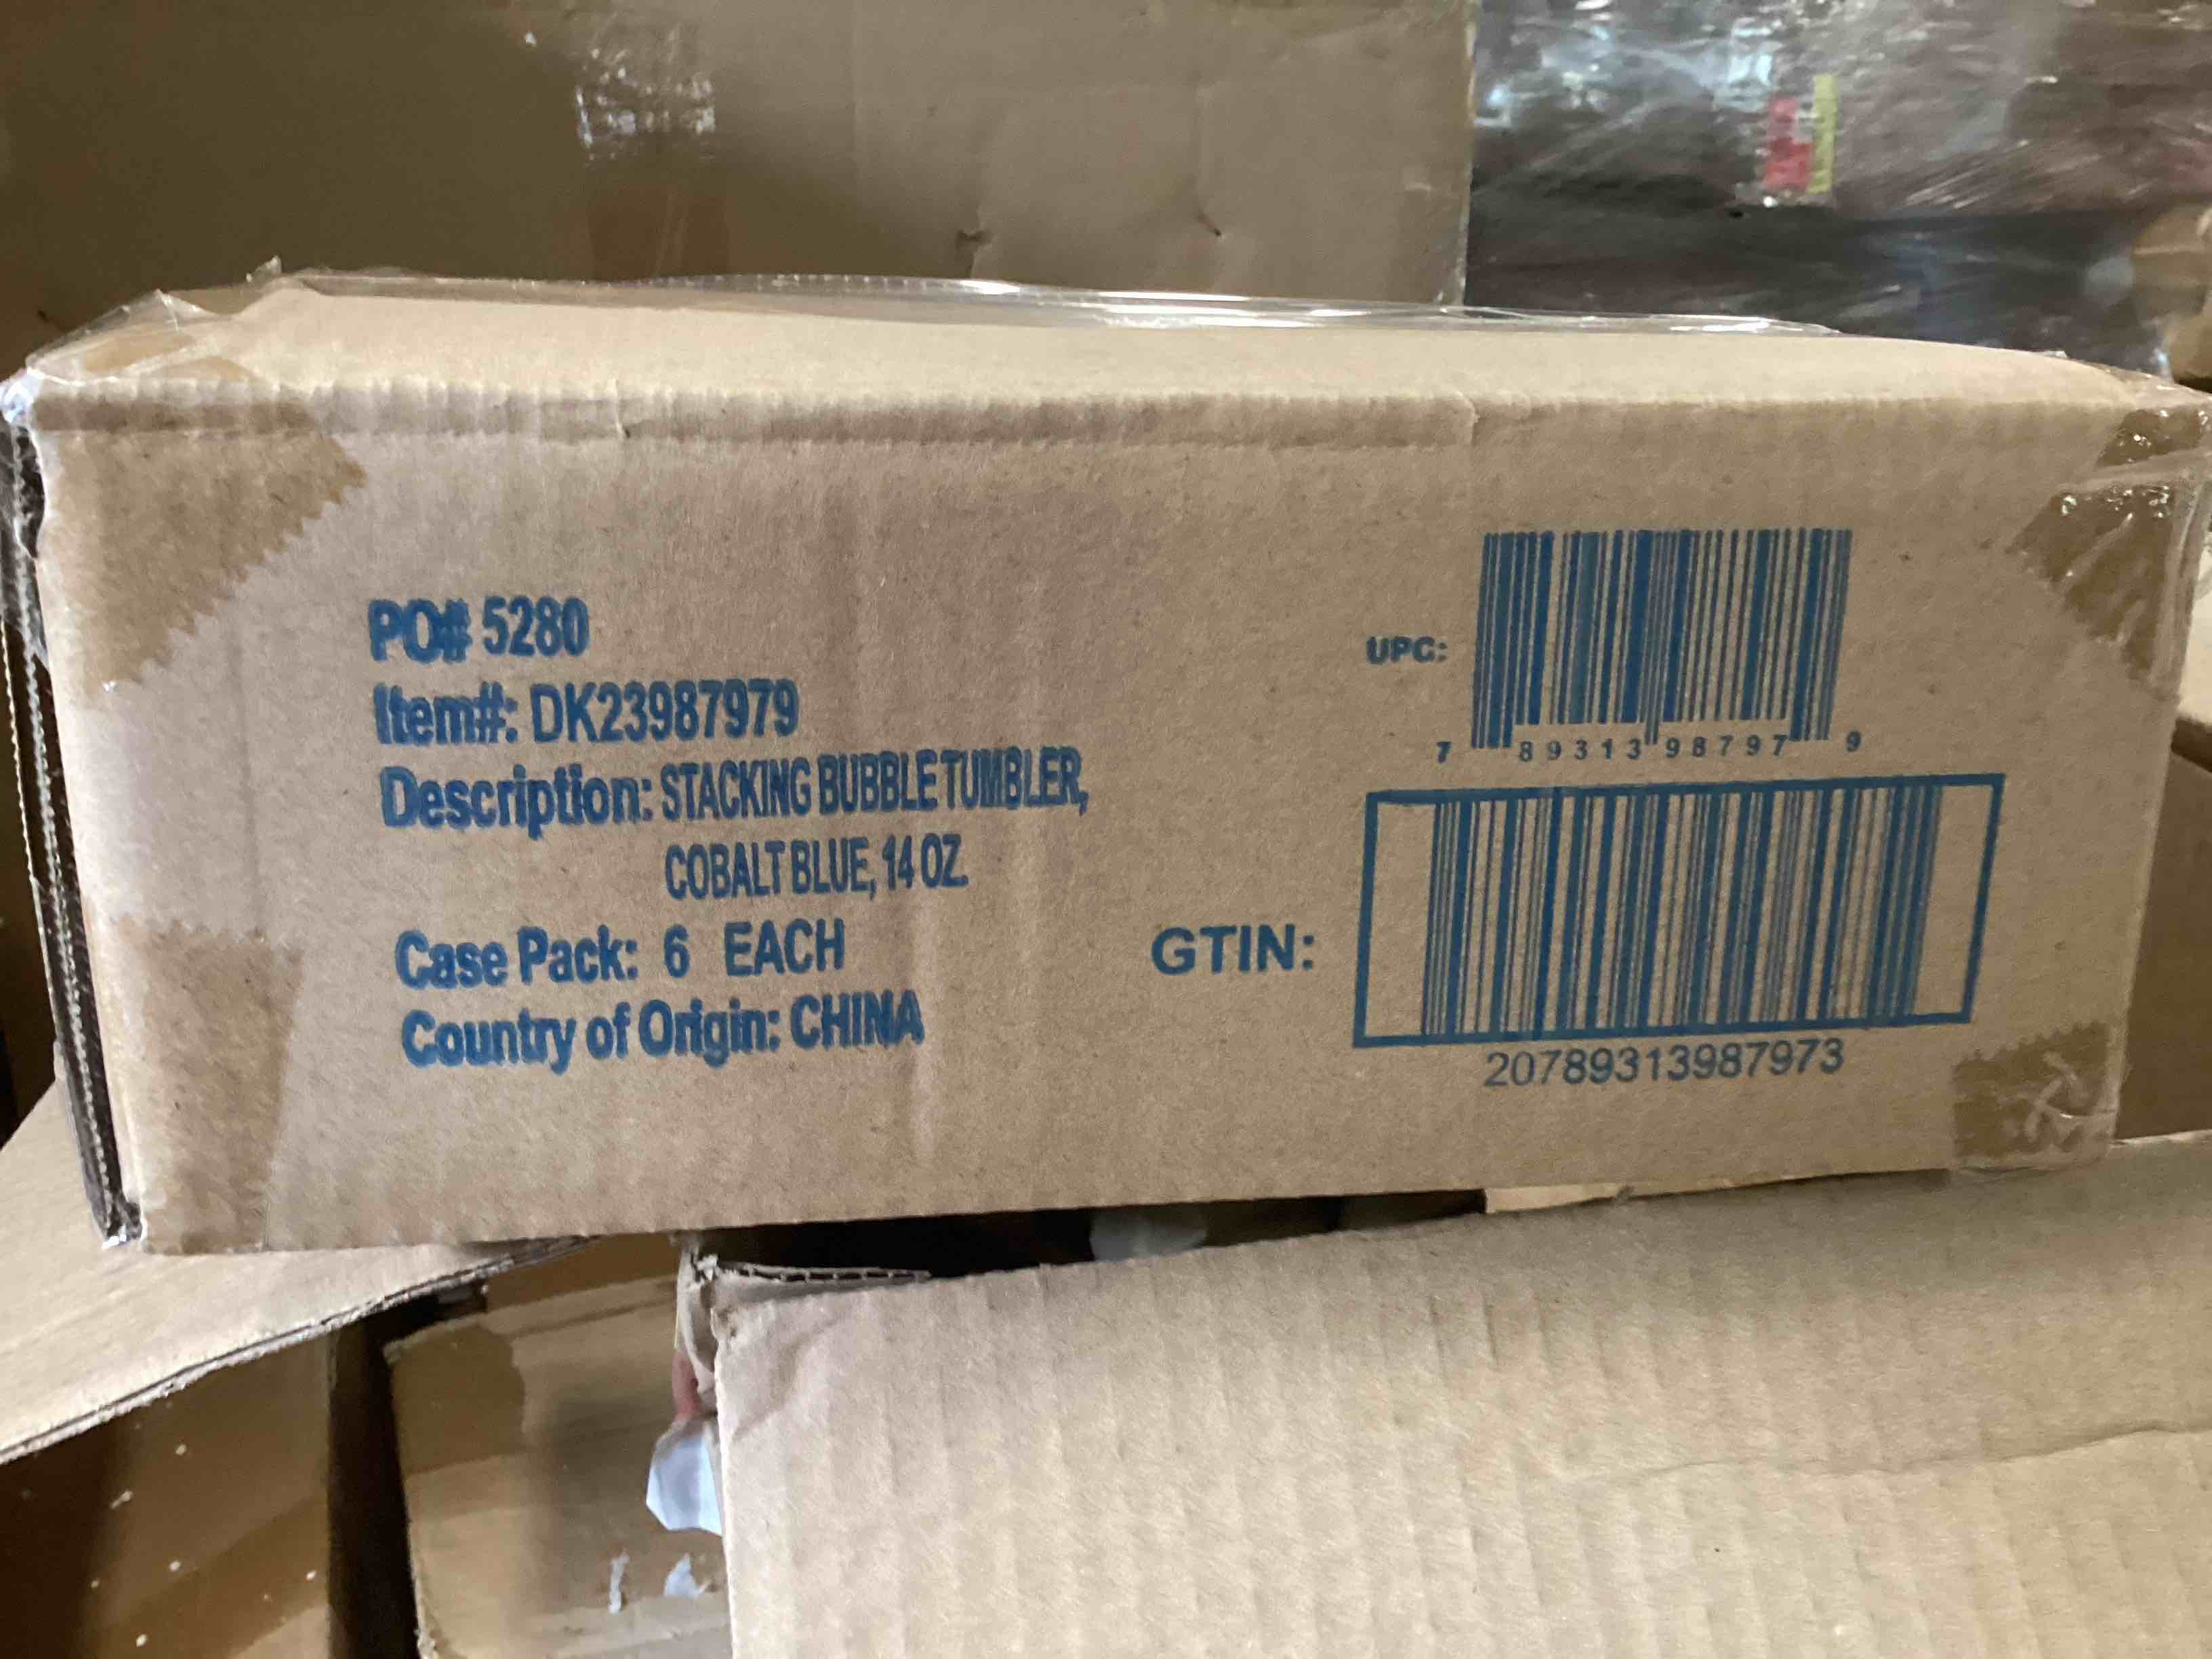 PO# 5280
Item#: DK23987979
Description: STACKING BUBBLE TUMBLER,
COBALT BLUE, 14 OZ.
Case Pack: 6 EACH
Country of Origin: CHINA
UPC:
7 89313 98797 9
GTIN:
20789313987973